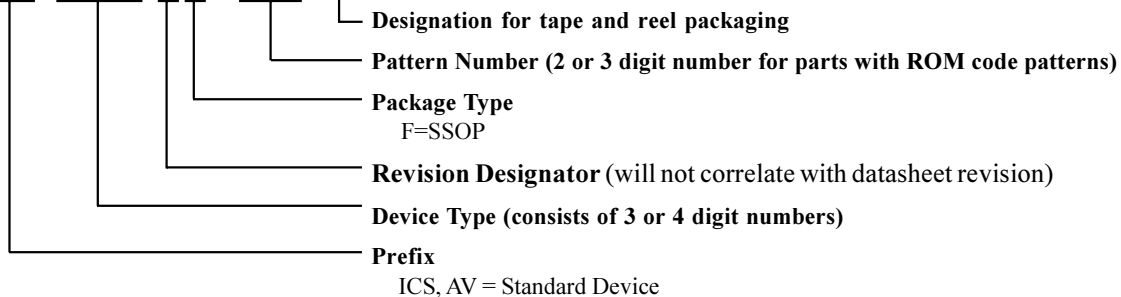 Designation for tape and reel packaging
Pattern Number (2 or 3 digit number for parts with ROM code patterns)
Package Type
F=SSOP
Revision Designator (will not correlate with datasheet revision)
Device Type (consists of 3 or 4 digit numbers)
Prefix
ICS, AV = Standard Device